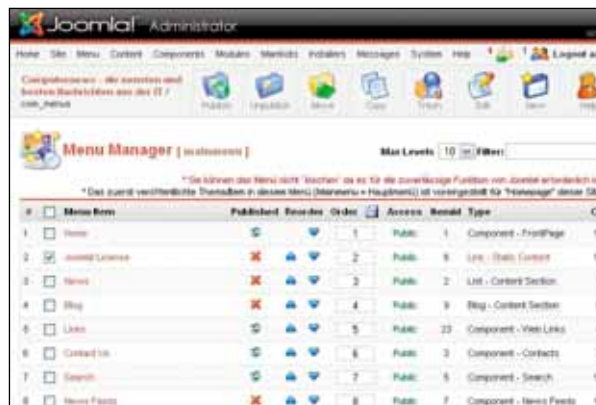 Joomla! Administrator
Home Site Menu Content Components Modules Mambots Installers Messages System Help 1 1 Logout
Computernews - die neusten und
besten Nachrichten aus der IT /
com_menus
Publish Unpublish Move Copy Trash Edit New Help
Menu Manager [ mainmenu ]
Max Levels 10 Filter:
* Sie können das Menü nicht 'löschen' da es für die zuverlässige Funktion von Joomla! erforderlich
* Das zuerst veröffentlichte in diesem Menü (Mainmenu = Hauptmenü) ist voreingestellt für "Homepage" dieser
# Menu Item Published Reorder Order Access Itemid Type
1 Home 1 Public 1 Component - FrontPage
2 Joomla! License 2 Public Link - Static Content
3 News 3 Public 2 List - Content Section
4 Blog 4 Public 9 Blog - Content Section
5 Links 5 Public 23 Component - Web Links
6 Contact Us 6 Public 3 Component - Contacts
7 Search 7 Public 5 Component - Search
8 News Feeds 8 Public 7 Component - News Feeds